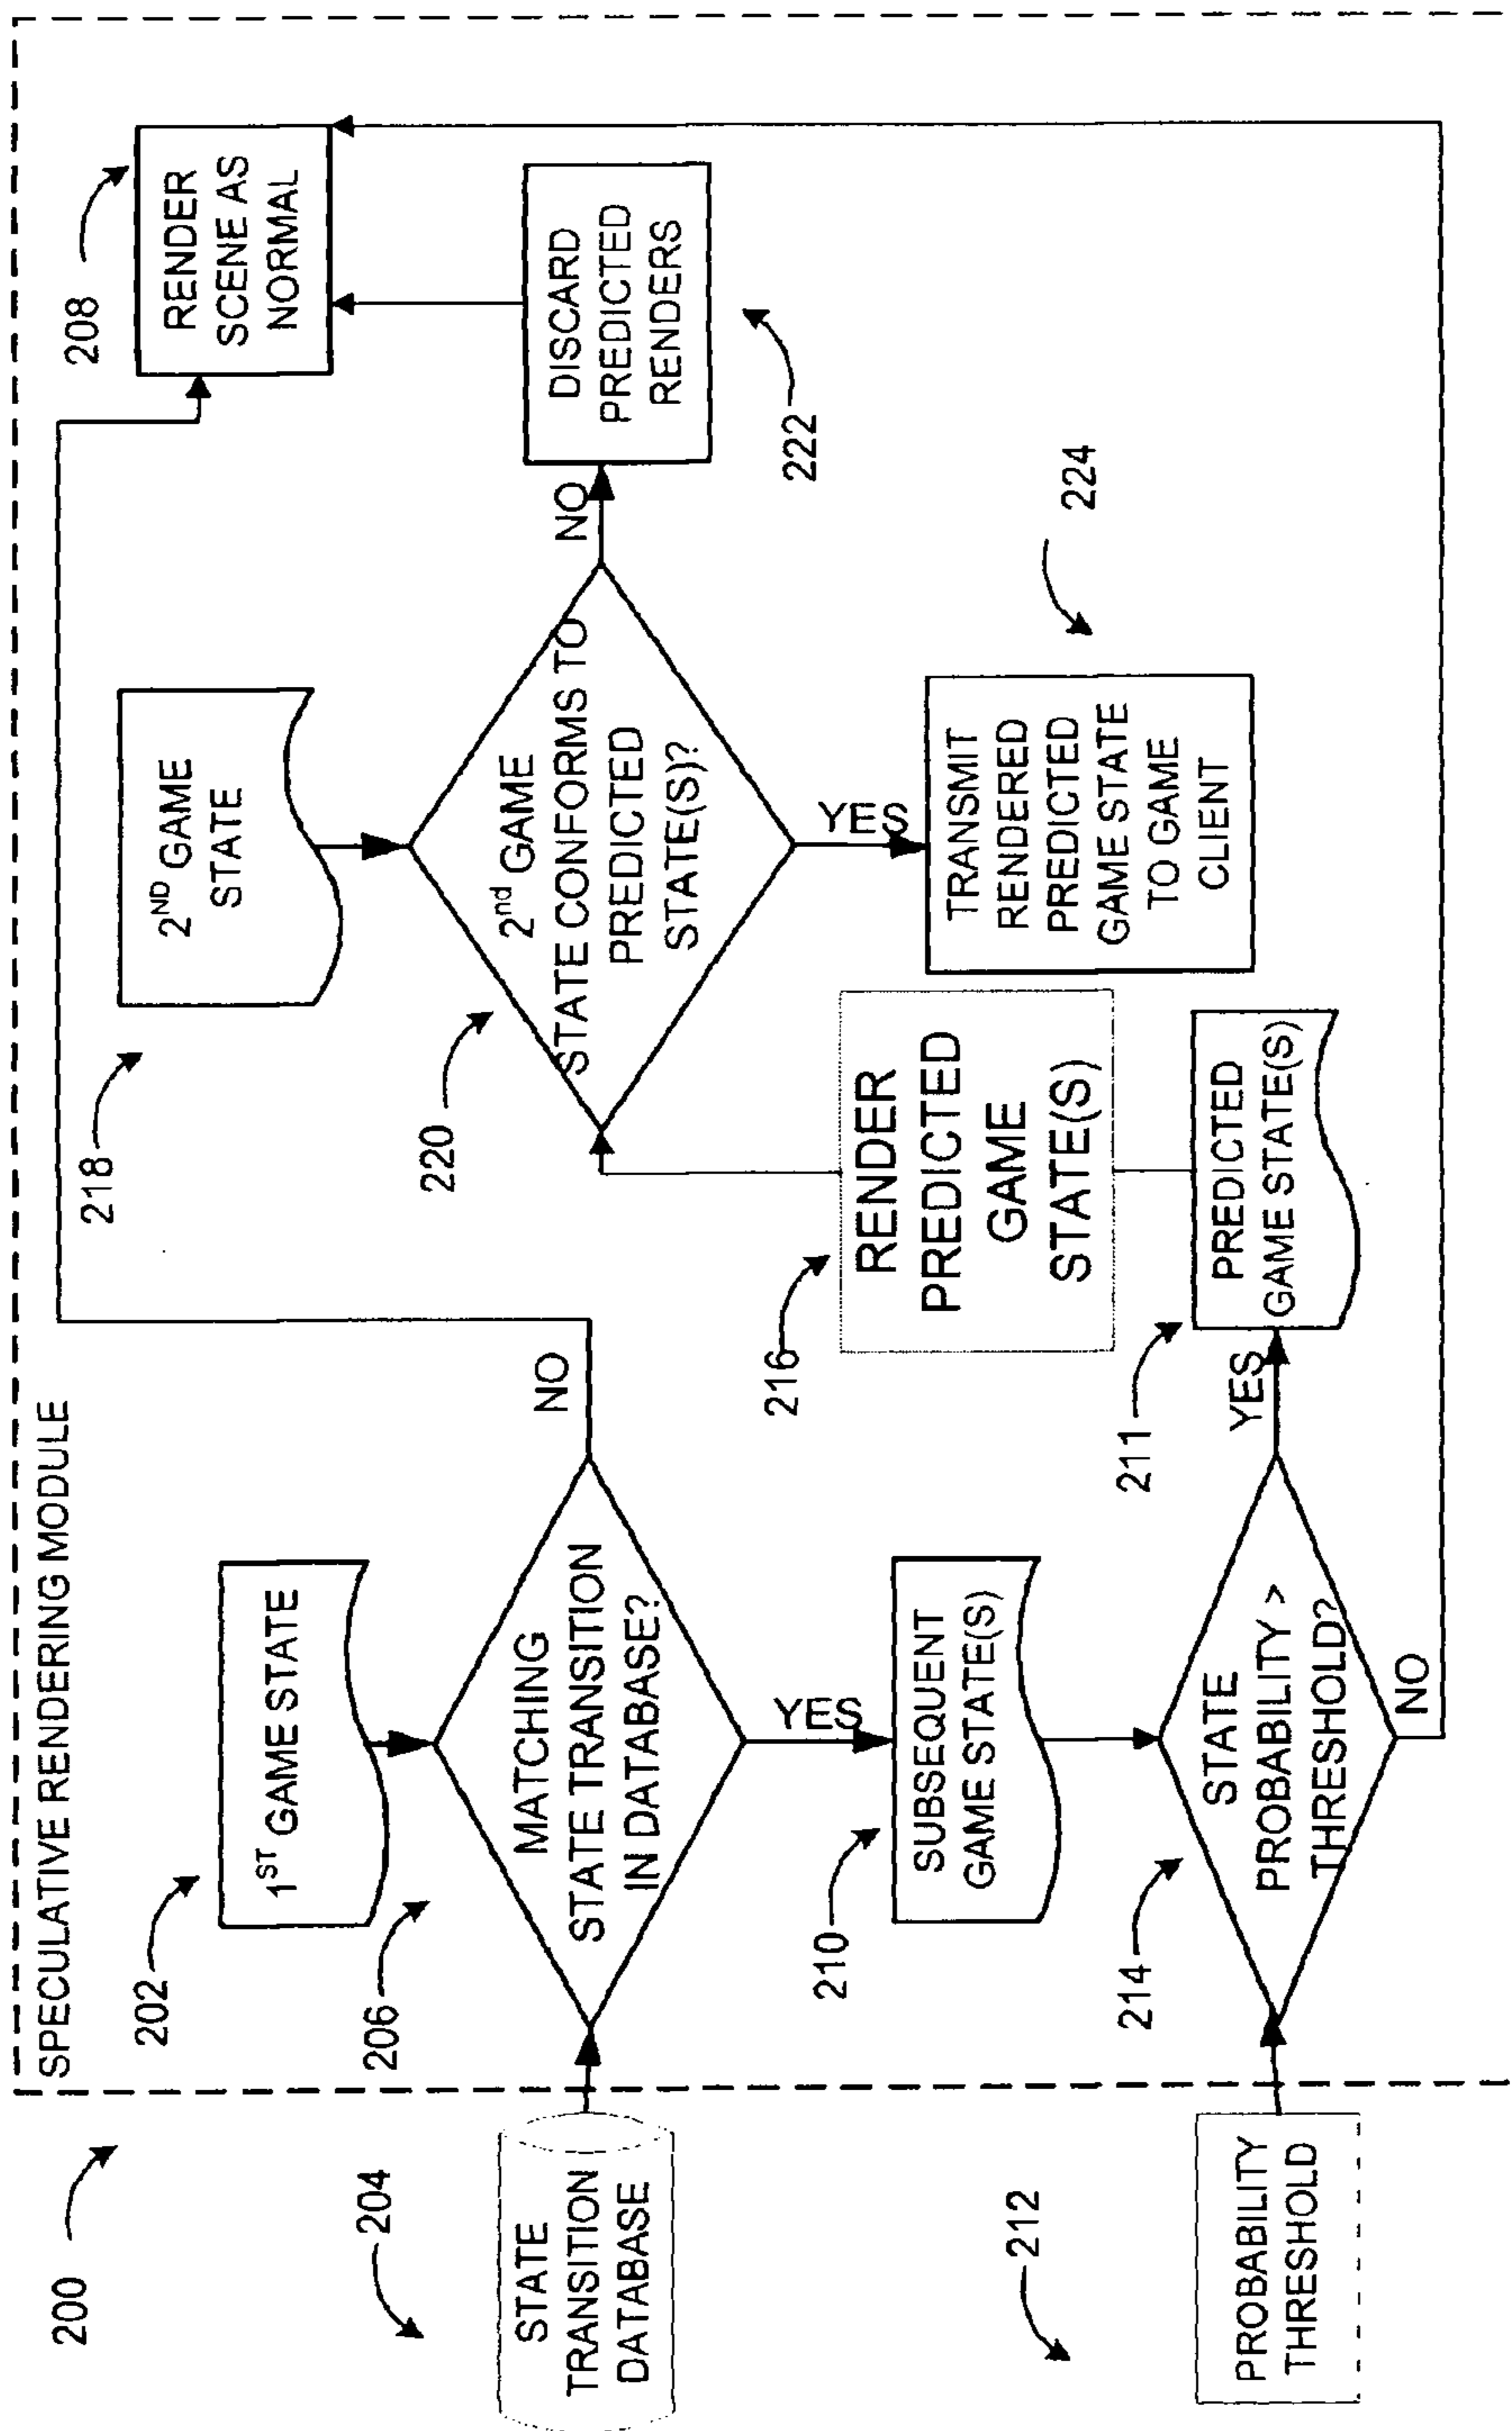 200
SPECULATIVE RENDERING MODULE
204
STATE
TRANSITION
DATABASE
202
1ST GAME STATE
206
MATCHING
STATE TRANSITION
IN DATABASE?
NO
YES
208
RENDER
SCENE AS
NORMAL
210
SUBSEQUENT
GAME STATE(S)
212
PROBABILITY
THRESHOLD
214
STATE
PROBABILITY >
THRESHOLD?
NO
YES
211
PREDICTED
GAME STATE(S)
216
RENDER
PREDICTED
GAME
STATE(S)
218
2ND GAME
STATE
220
2nd GAME
STATE CONFORMS TO
PREDICTED
STATE(S)?
NO
YES
222
DISCARD
PREDICTED
RENDERS
224
TRANSMIT
RENDERED
PREDICTED
GAME STATE
TO GAME
CLIENT